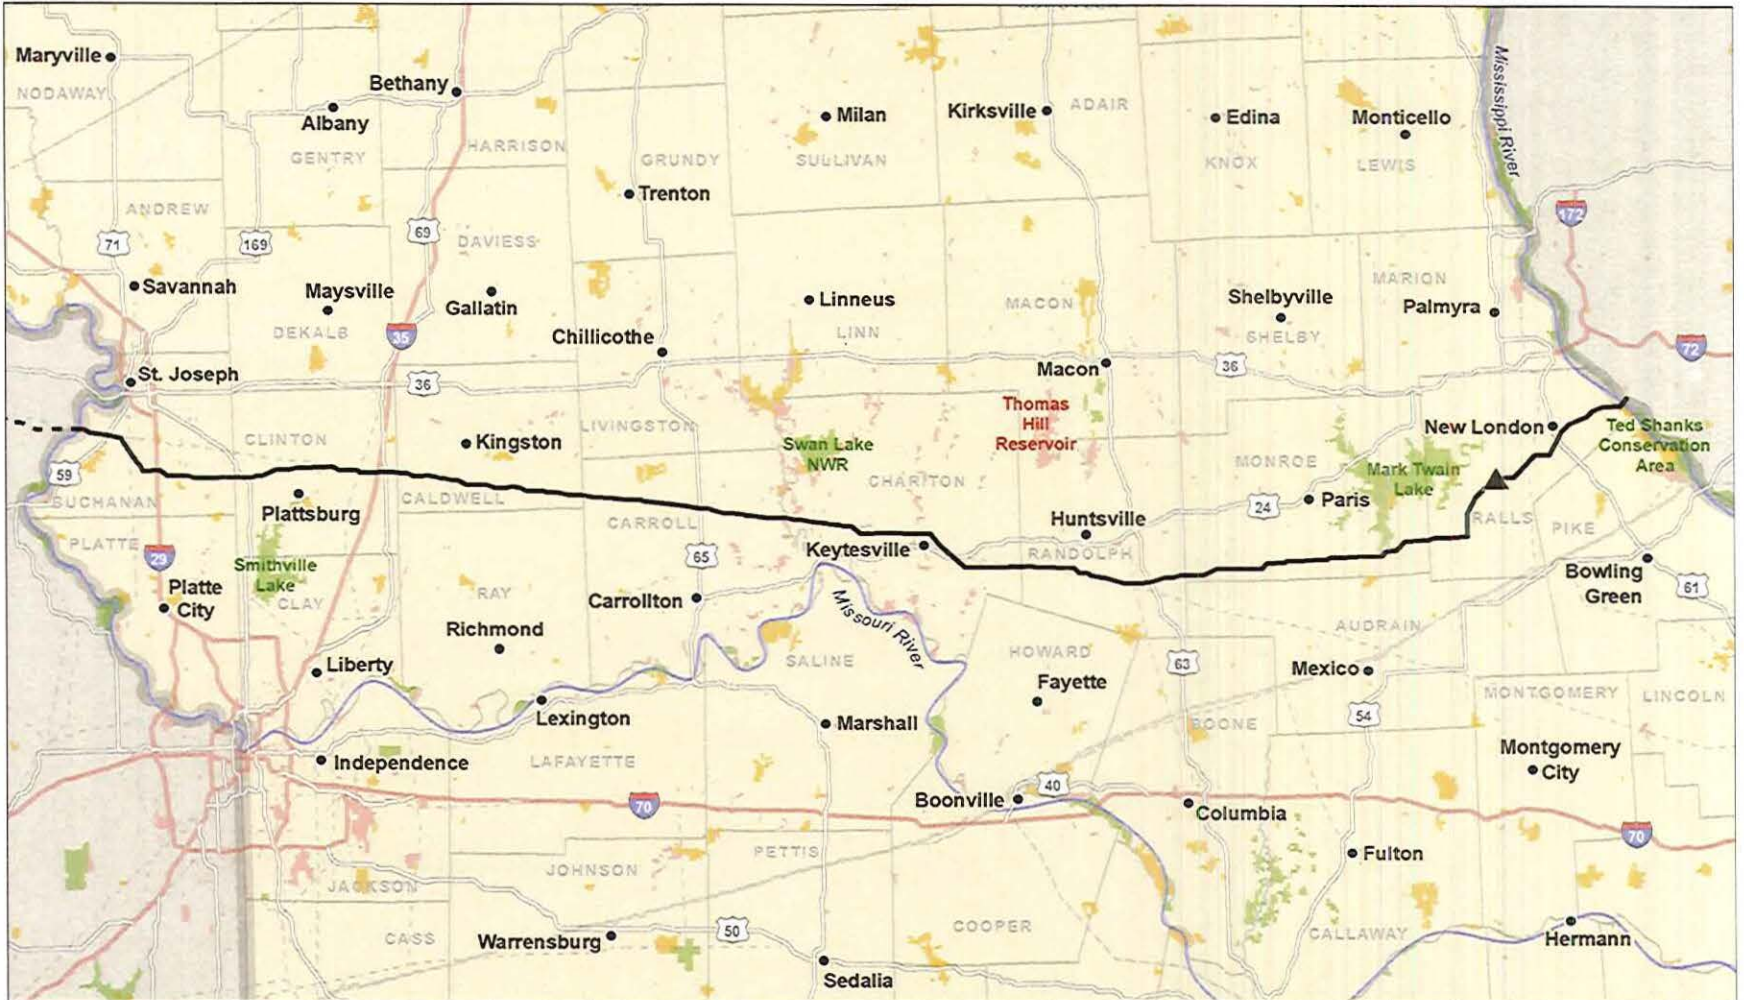 Maryville
NODAWAY
Bethany
Albany
GENTRY
HARRISON
GRUNDY
Trenton
Milan
SULLIVAN
Kirksville
ADAIR
Edina
KNOX
Monticello
LEWIS
Mississippi River
172
ANDREW
71
169
69
DAVIESS
Savannah
Maysville
DEKALB
Gallatin
35
Chillicothe
Linneus
LINN
MACON
Shelbyville
SHELBY
MARION
Palmyra
72
St. Joseph
36
Macon
36
Thomas
Hill
Reservoir
New London
Ted Shanks
Conservation
Area
CLINTON
Kingston
LIVINGSTON
Swan Lake
NWR
CHARITON
MONROE
Mark Twain
Lake
59
BUCHANAN
Plattsburg
CALDWELL
CARROLL
Keytesville
Huntsville
RANDOLPH
24
Paris
RALLS
PIKE
PLATTE
29
Smithville
Lake
Platte
City
CLAY
RAY
65
Carrollton
Missouri River
Bowling
Green
61
Richmond
AUDRAIN
Liberty
SALINE
HOWARD
Fayette
63
Mexico
MONTGOMERY
LINCOLN
Lexington
Marshall
BOONE
54
Independence
LAFAYETTE
Montgomery
City
70
Boonville
40
Columbia
70
JACKSON
JOHNSON
PETTIS
Fulton
CASS
Warrensburg
50
COOPER
CALLAWAY
Hermann
Sedalia